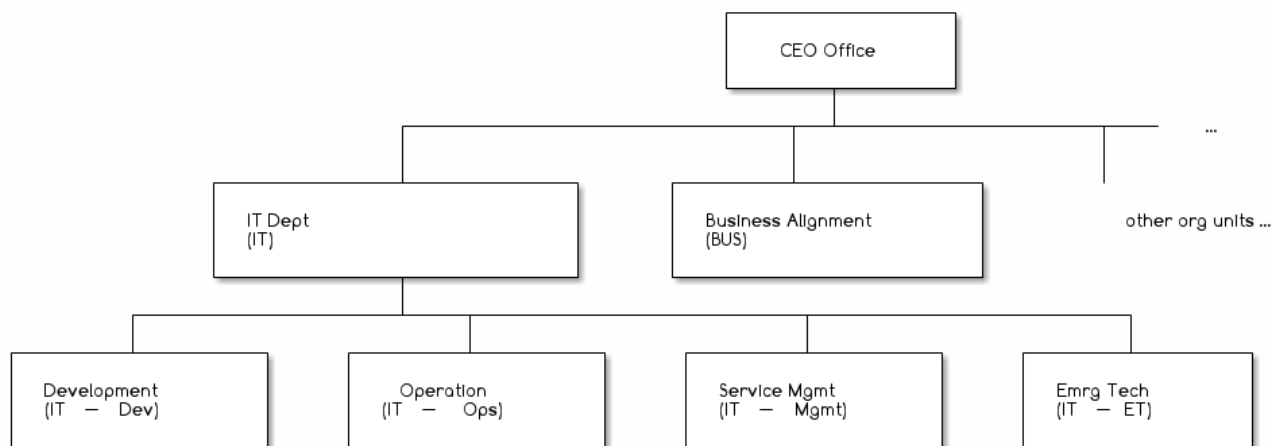 CEO Office
...
IT Dept
(IT)
Business Alignment
(BUS)
other org units ...
Development
(IT – Dev)
Operation
(IT – Ops)
Service Mgmt
(IT – Mgmt)
Emrg Tech
(IT – ET)